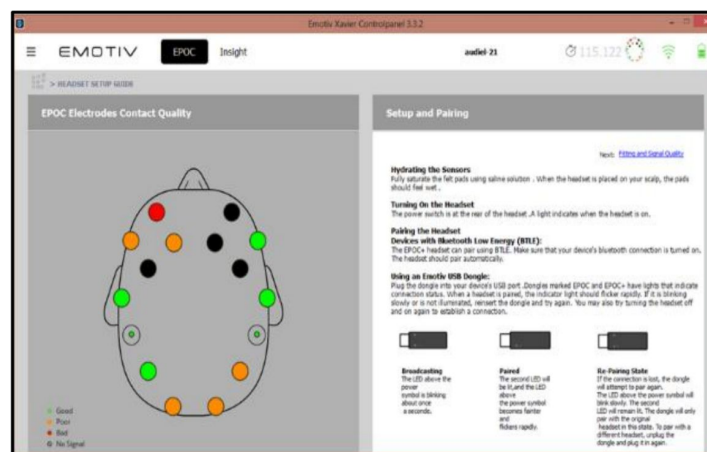 Emotiv Xavier Controlpanel 3.3.2
EMOTIV
EPOC
Insight
audiel-21
115.122
> HEADSET SETUP GUIDE
EPOC Electrodes Contact Quality
Good
Poor
Bad
No Signal
Setup and Pairing
Next: Fitting and Signal Quality
Hydrating the Sensors
Fully saturate the felt pads using saline solution . When the headset is placed on your scalp, the pads
should feel wet .
Turning On the Headset
The power switch is at the rear of the headset .A light indicates when the headset is on.
Pairing the Headset
Devices with Bluetooth Low Energy (BTLE):
The EPOC+ headset can pair using BTLE. Make sure that your device's bluetooth connection is turned on.
The headset should pair automatically.
Using an Emotiv USB Dongle:
Plug the dongle into your device's USB port .Dongles marked EPOC and EPOC+ have lights that indicate
connection status. When a headset is paired, the indicator light should flicker rapidly. If it is blinking
slowly or is not illuminated, reinsert the dongle and try again. You may also try turning the headset off
and on again to establish a connection.
Broadcasting
The LED above the
power
symbol is blinking
about once
a seconds.
Paired
The second LED will
be lit,and the LED
above
the power symbol
becomes fainter
and
flickers rapidly.
Re-Pairing State
If the connection is lost, the dongle
will attempt to pair again.
The LED above the power symbol will
blink slowly. The second
LED will remain lit. The dongle will only
pair with the original
headset in this state. To pair with a
different headset, unplug the
dongle and plug it in again.